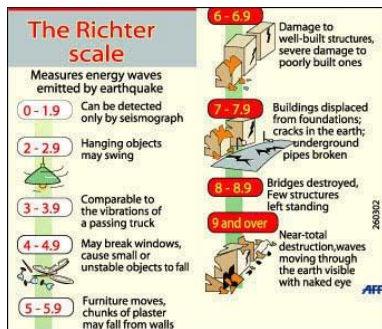 The Richter
scale
Measures energy waves
emitted by earthquake
0 - 1.9
Can be detected
only by seismograph
2 - 2.9
Hanging objects
may swing
3 - 3.9
Comparable to
the vibrations of
a passing truck
4 - 4.9
May break windows,
cause small or
unstable objects to fall
5 - 5.9
Furniture moves,
chunks of plaster
may fall from walls
6 - 6.9
Damage to
well-built structures,
severe damage to
poorly built ones
7 - 7.9
Buildings displaced
from foundations;
cracks in the earth;
underground
pipes broken
8 - 8.9
Bridges destroyed,
Few structures
left standing
9 and over
Near-total
destruction,waves
moving through
the earth visible
with naked eye
260302
AFP